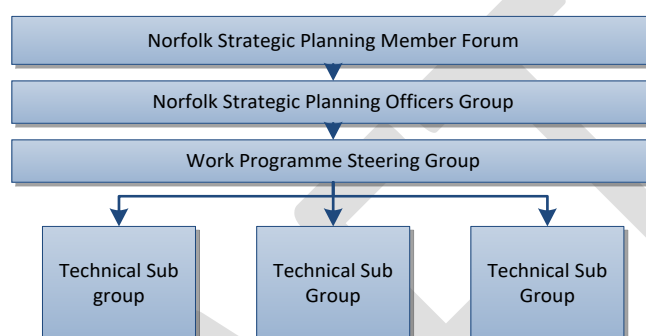 Norfolk Strategic Planning Member Forum
Norfolk Strategic Planning Officers Group
Work Programme Steering Group
Technical Sub
group
Technical Sub
Group
Technical Sub
Group